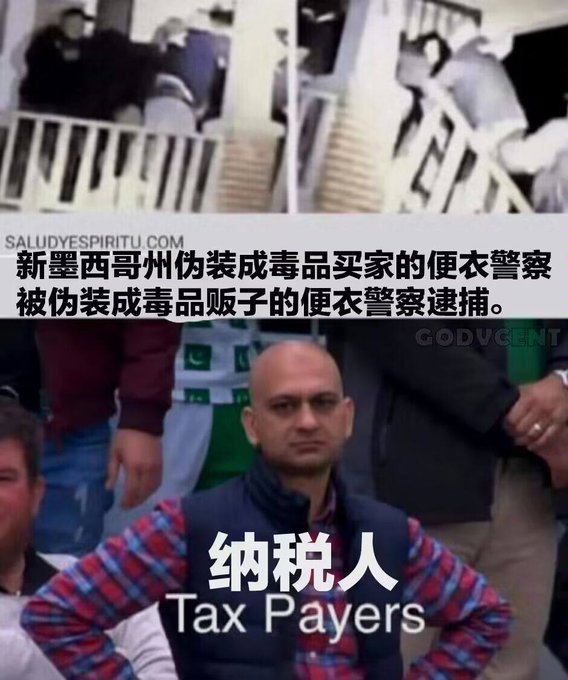 SALUDYESPIRITU.COM
新墨西哥州伪装成毒品买家的便衣警察
被伪装成毒品贩子的便衣警察逮捕。
GODVCENT
纳税人
Tax Payers